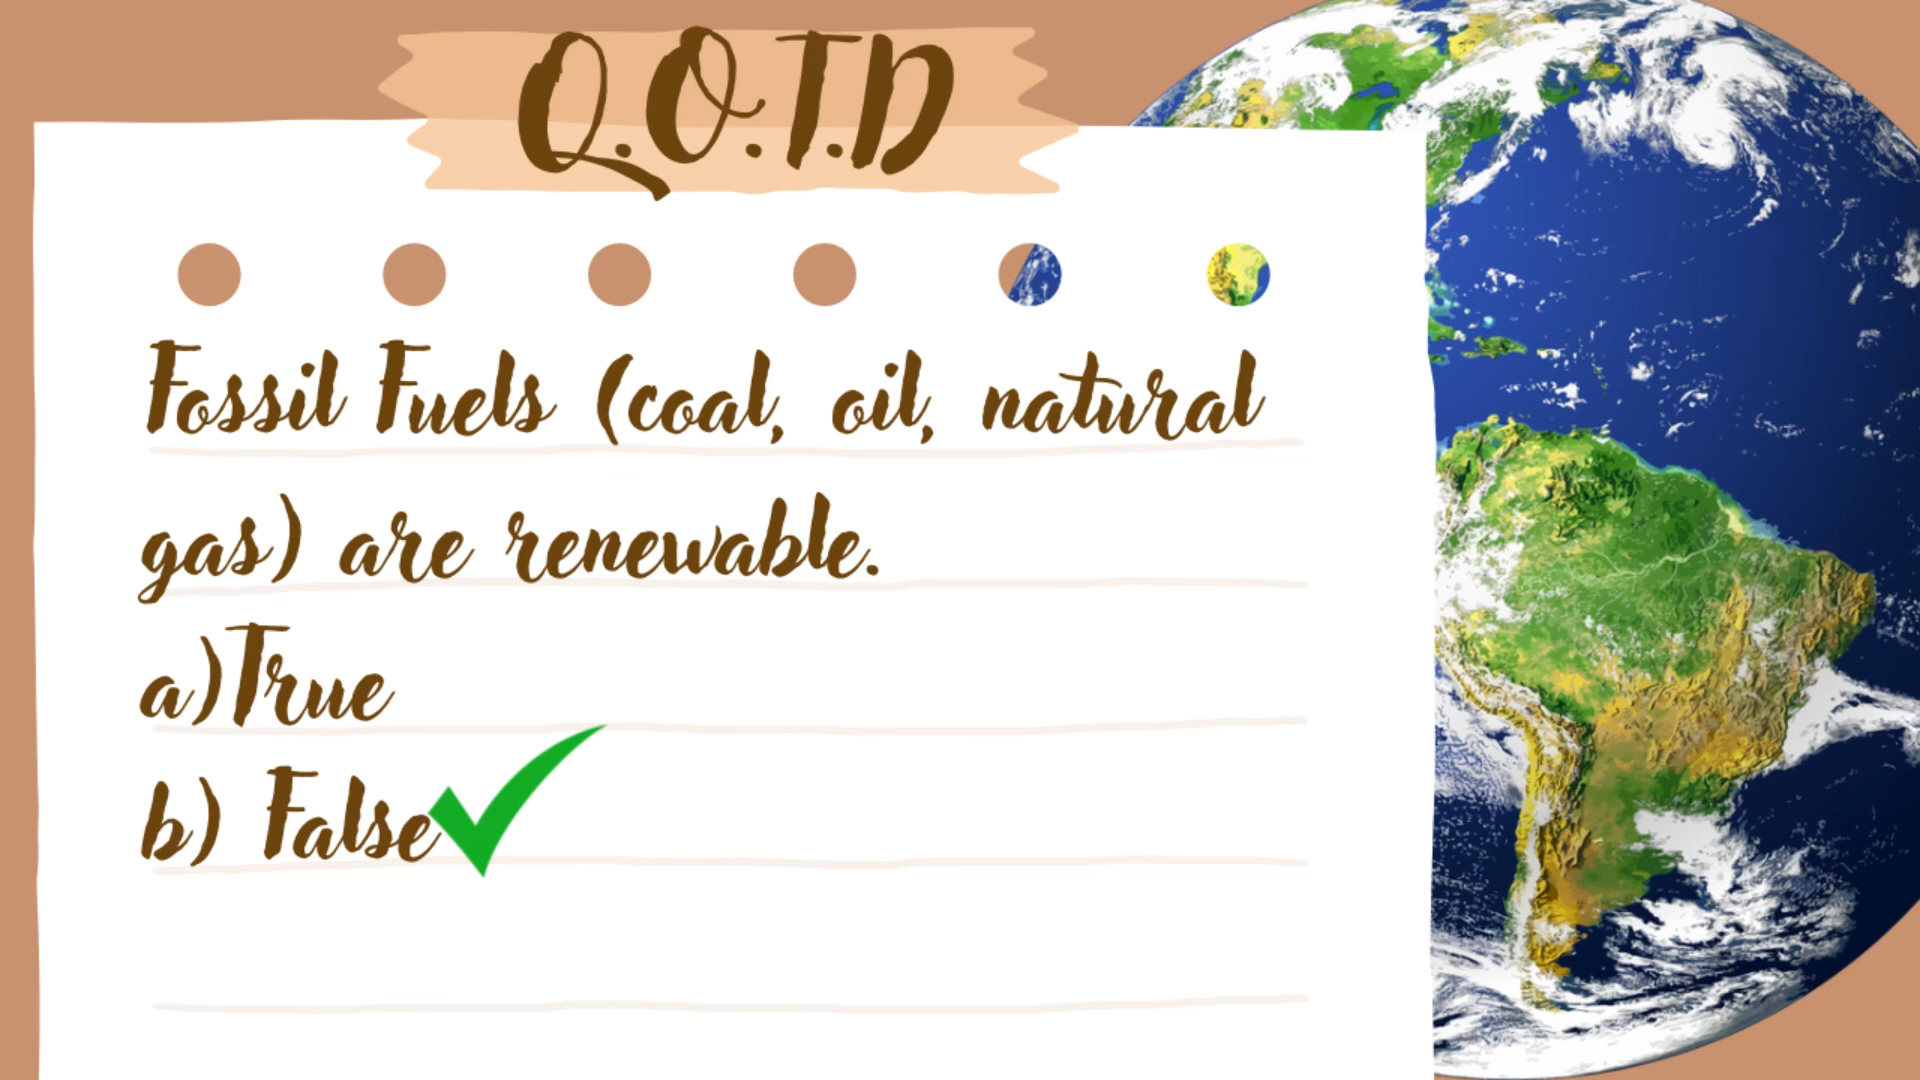 Q.O.T.D
Fossil Fuels (coal, oil, natural
gas) are renewable.
a)True
b) False